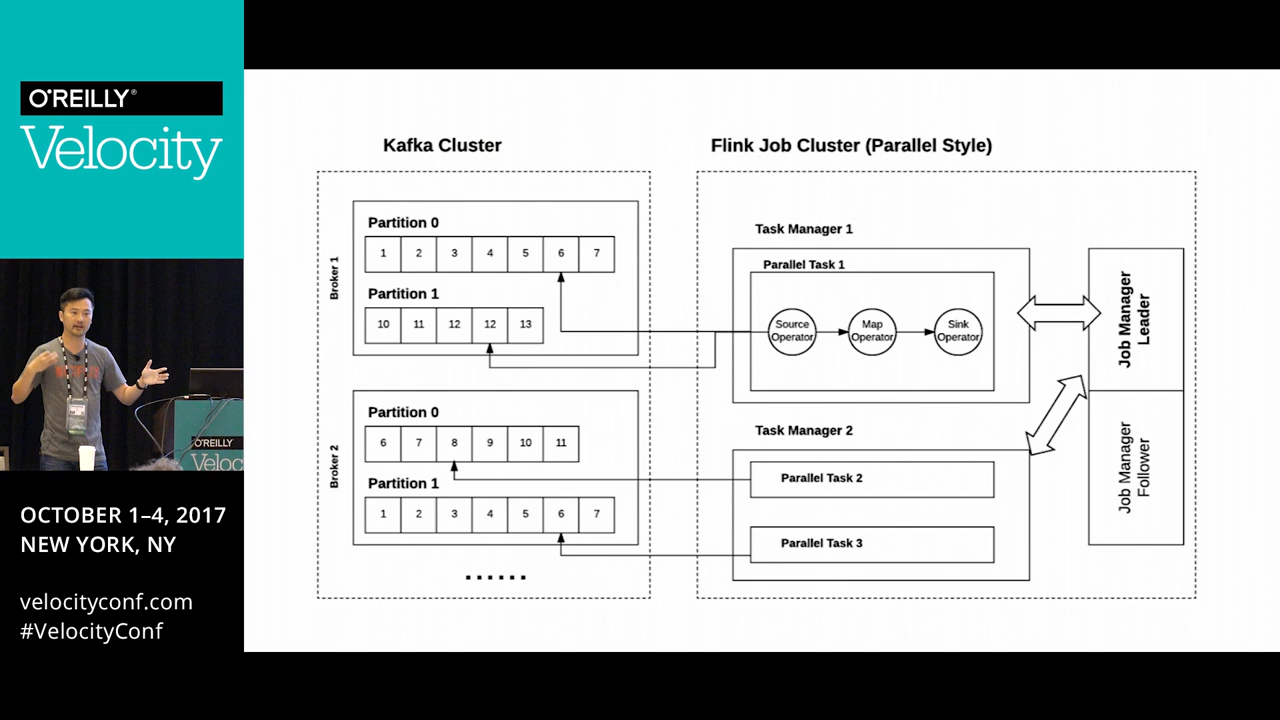 O'REILLY®
Velocity
OCTOBER 1–4, 2017
NEW YORK, NY
velocityconf.com
#VelocityConf
O'REILLY
Veloc
Kafka Cluster
Broker 1
Partition 0
1 2 3 4 5 6 7
Partition 1
10 11 12 12 13
Broker 2
Partition 0
6 7 8 9 10 11
Partition 1
1 2 3 4 5 6 7
......
Flink Job Cluster (Parallel Style)
Task Manager 1
Parallel Task 1
Source
Operator
Map
Operator
Sink
Operator
Task Manager 2
Parallel Task 2
Parallel Task 3
Job Manager
Leader
Job Manager
Follower